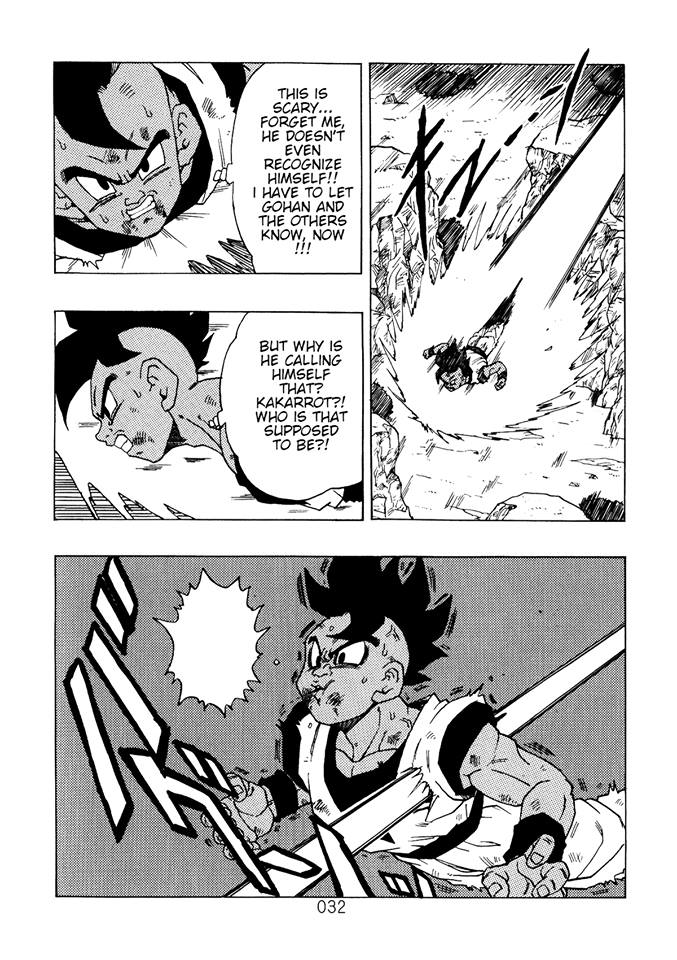 THIS IS
SCARY...
FORGET ME,
HE DOESN'T
EVEN
RECOGNIZE
HIMSELF!!
I HAVE TO LET
GOHAN AND
THE OTHERS
KNOW, NOW
!!!
BUT WHY IS
HE CALLING
HIMSELF
THAT?
KAKARROT?!
WHO IS THAT
SUPPOSED
TO BE?!
032